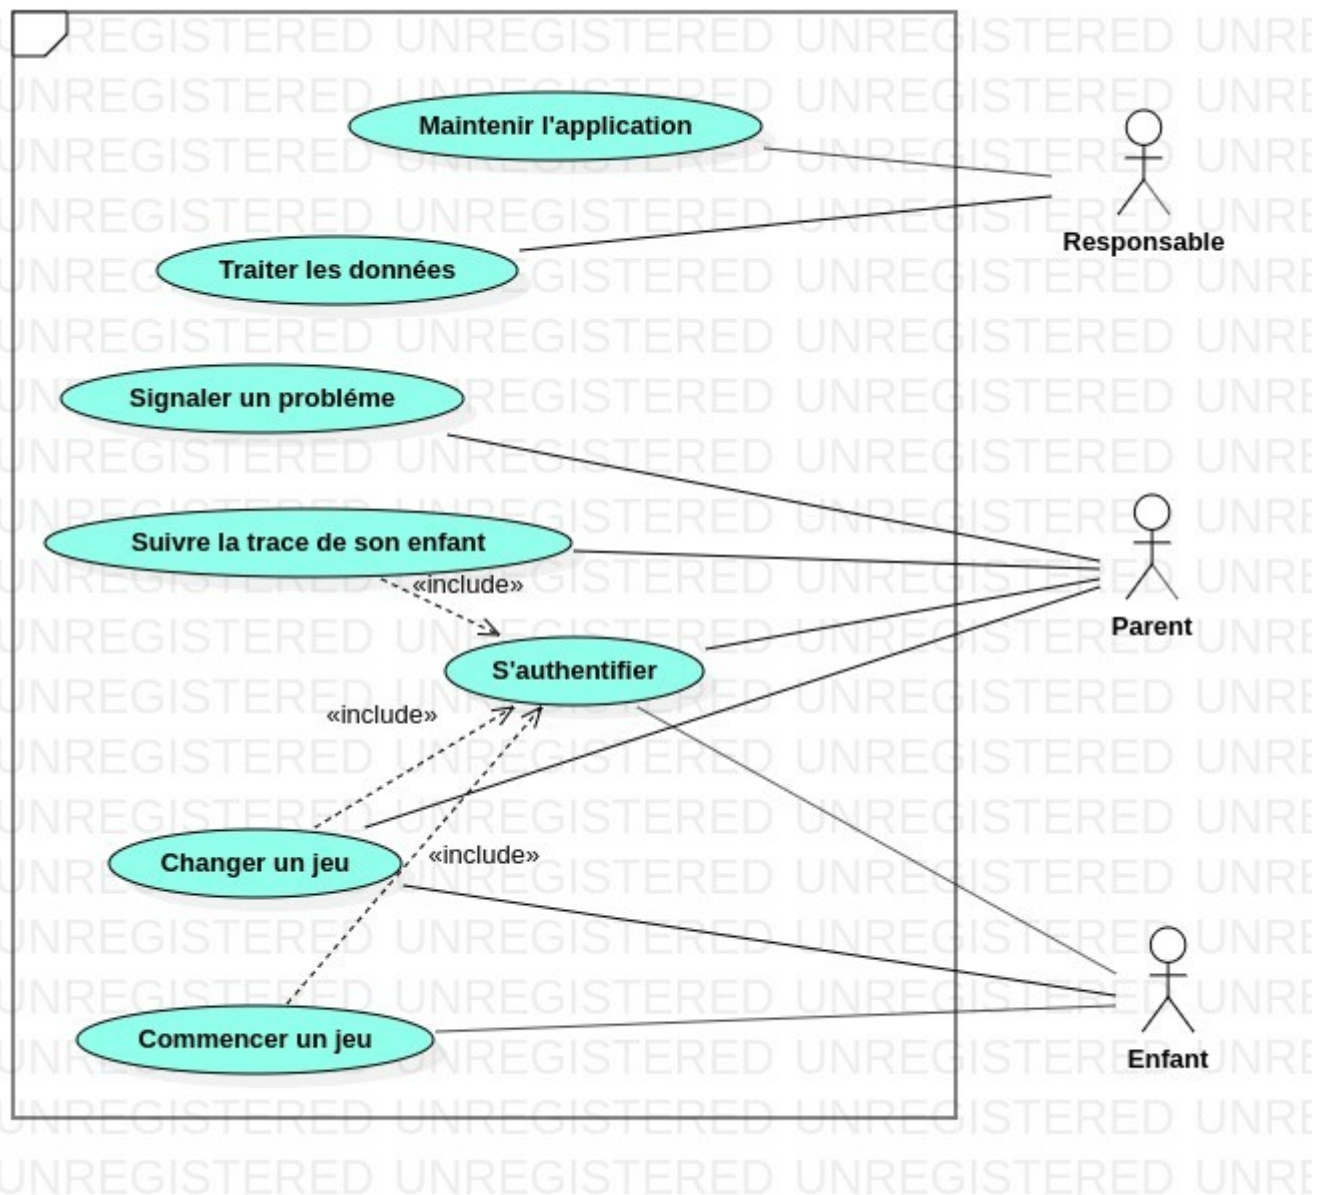 Maintenir l'application
Responsable
Traiter les données
Signaler un probléme
Suivre la trace de son enfant
«include»
Parent
S'authentifier
«include»
«include»
Changer un jeu
Commencer un jeu
Enfant
UNREGISTERED